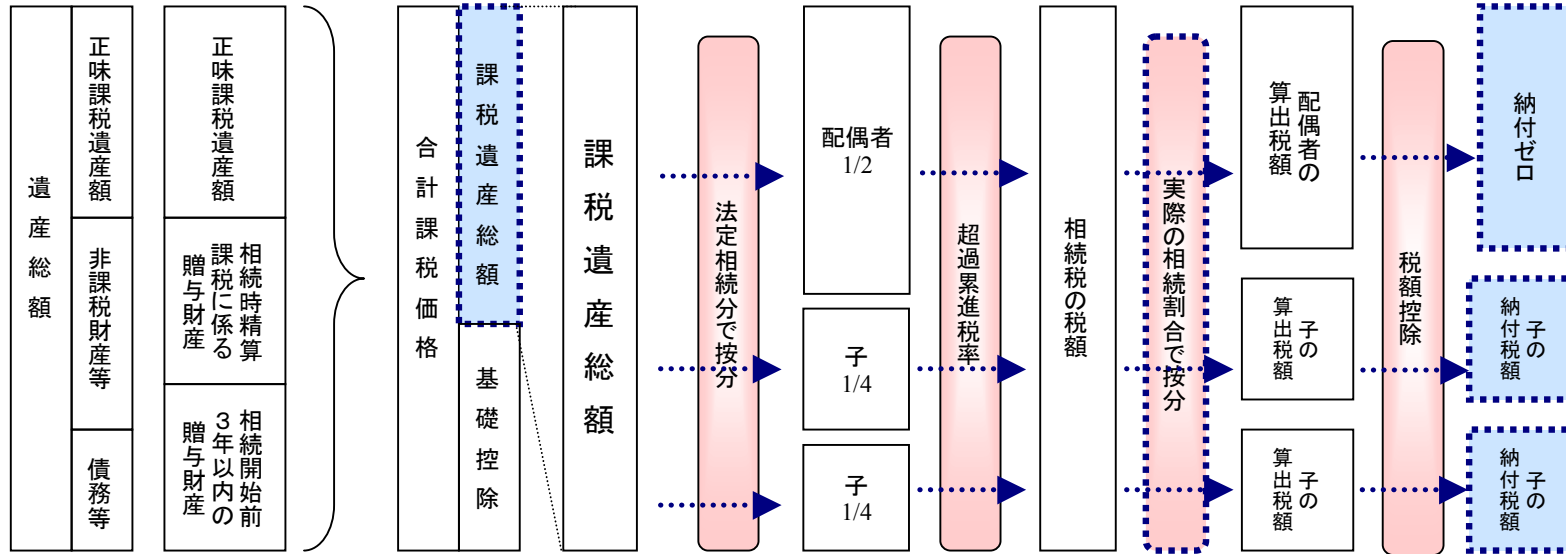 遺産総額
正味課税遺産額
非課税財産等
債務等
正味課税遺産額
相続時精算
課税に係る
贈与財産
相続開始前
３年以内の
贈与財産
合計課税価格
課税遺産総額
基礎控除
課税遺産総額
法定相続分で按分
配偶者
1/2
子
1/4
子
1/4
超過累進税率
相続税の税額
実際の相続割合で按分
配偶者の
算出税額
子の
算出税額
子の
算出税額
税額控除
納付ゼロ
子の
納付税額
子の
納付税額